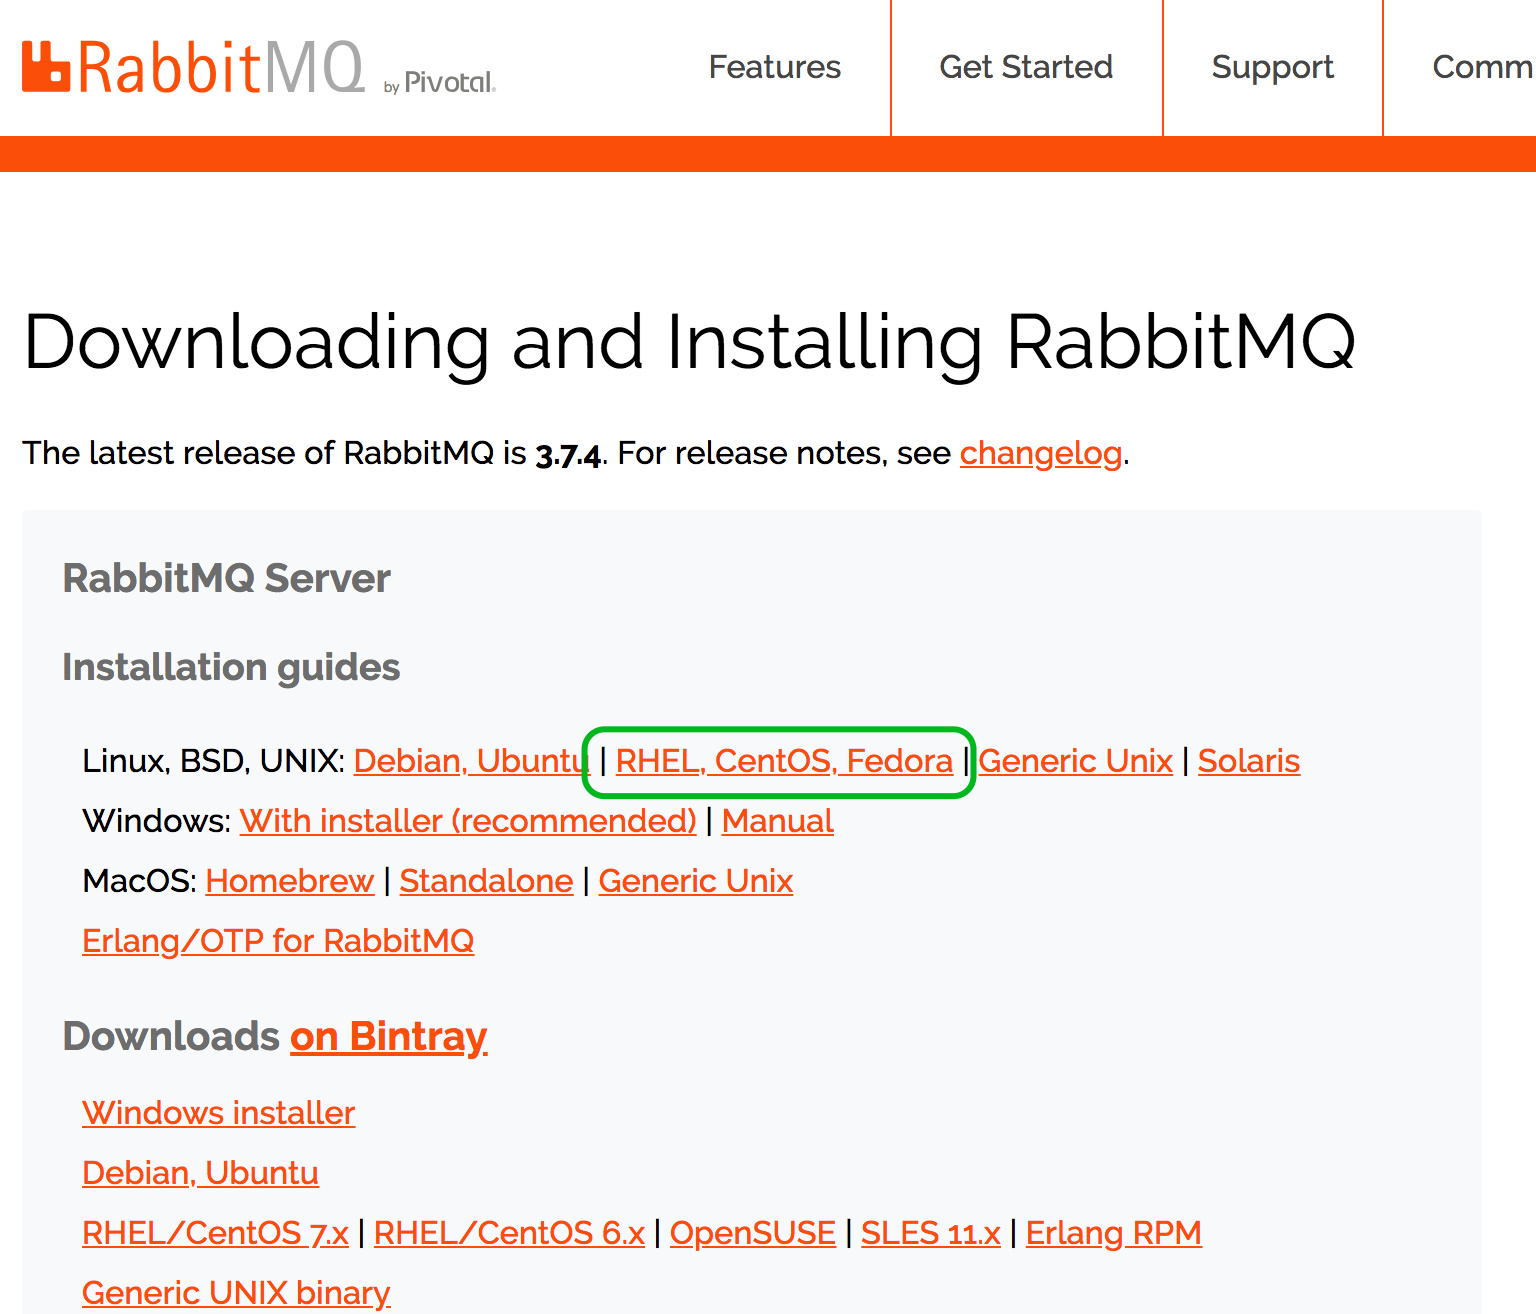 RabbitMQ by Pivotal.
Features
Get Started
Support
Comm
Downloading and Installing RabbitMQ
The latest release of RabbitMQ is 3.7.4. For release notes, see changelog.
RabbitMQ Server
Installation guides
Linux, BSD, UNIX: Debian, Ubuntu | RHEL, CentOS, Fedora | Generic Unix | Solaris
Windows: With installer (recommended) | Manual
MacOS: Homebrew | Standalone | Generic Unix
Erlang/OTP for RabbitMQ
Downloads on Bintray
Windows installer
Debian, Ubuntu
RHEL/CentOS 7.x | RHEL/CentOS 6.x | OpenSUSE | SLES 11.x | Erlang RPM
Generic UNIX binary